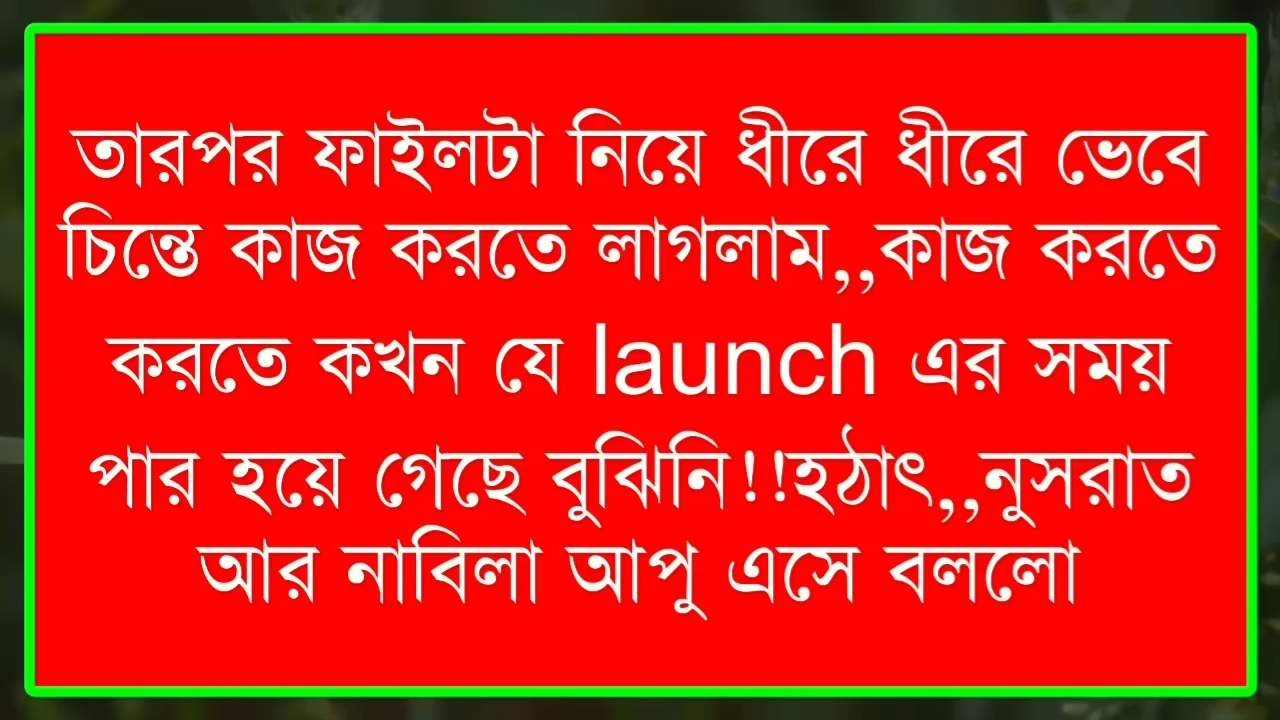 তারপর ফাইলটা নিয়ে ধীরে ধীরে ভেবে
চিন্তে কাজ করতে লাগলাম,,কাজ করতে
করতে কখন যে launch এর সময়
পার হয়ে গেছে বুঝিনি!!হঠাৎ,,নুসরাত
আর নাবিলা আপু এসে বললো